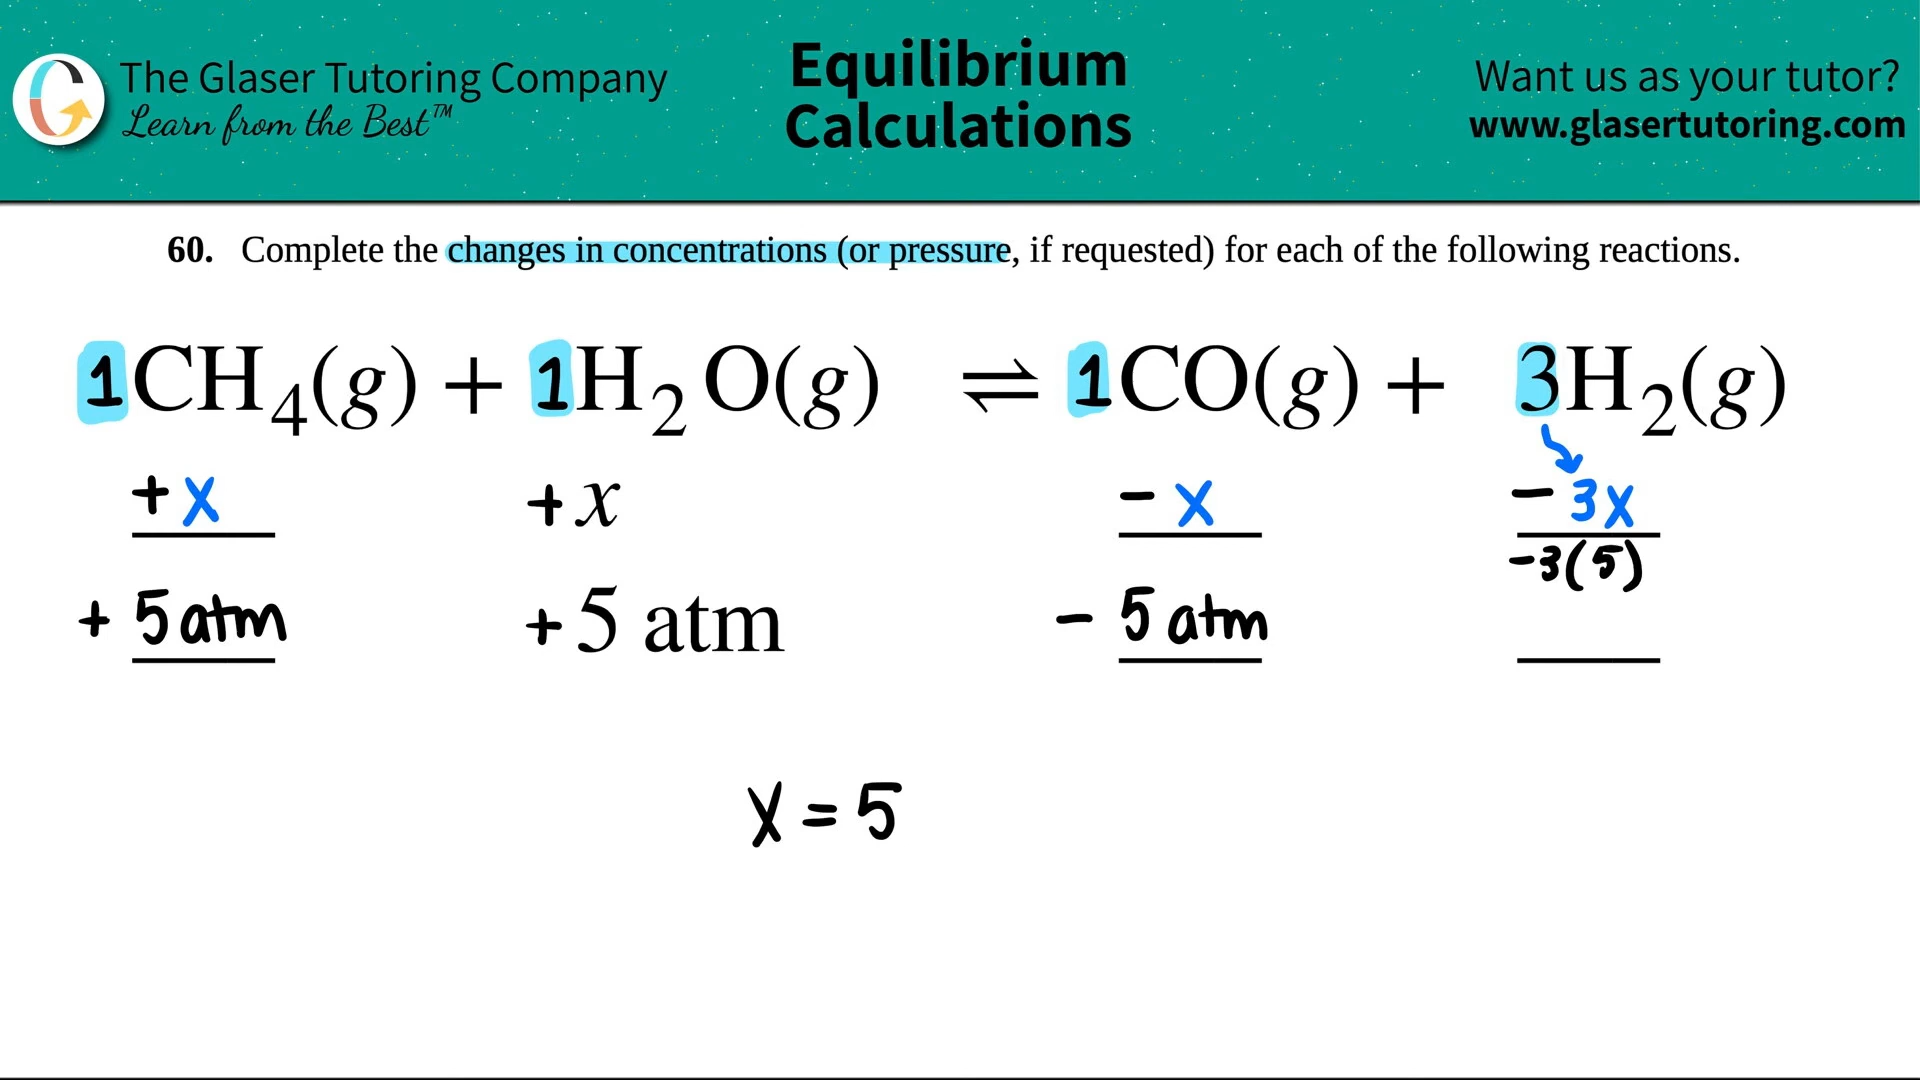 The Glaser Tutoring Company
Learn from the Best™
Equilibrium
Calculations
Want us as your tutor?
www.glasertutoring.com
60. Complete the changes in concentrations (or pressure, if requested) for each of the following reactions.
1CH₄(g) + 1H₂O(g) ⇌ 1CO(g) + 3H₂(g)
+x +x -x -3x
-3(5)
+ 5 atm +5 atm - 5 atm
x = 5